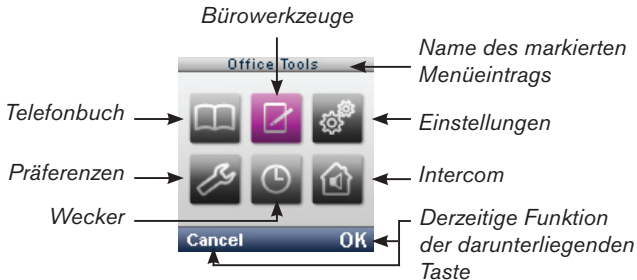 Bürowerkzeuge
Office Tools
Name des markierten
Menüeintrags
Telefonbuch
Einstellungen
Präferenzen
Intercom
Wecker
Cancel
OK
Derzeitige Funktion
der darunterliegenden
Taste